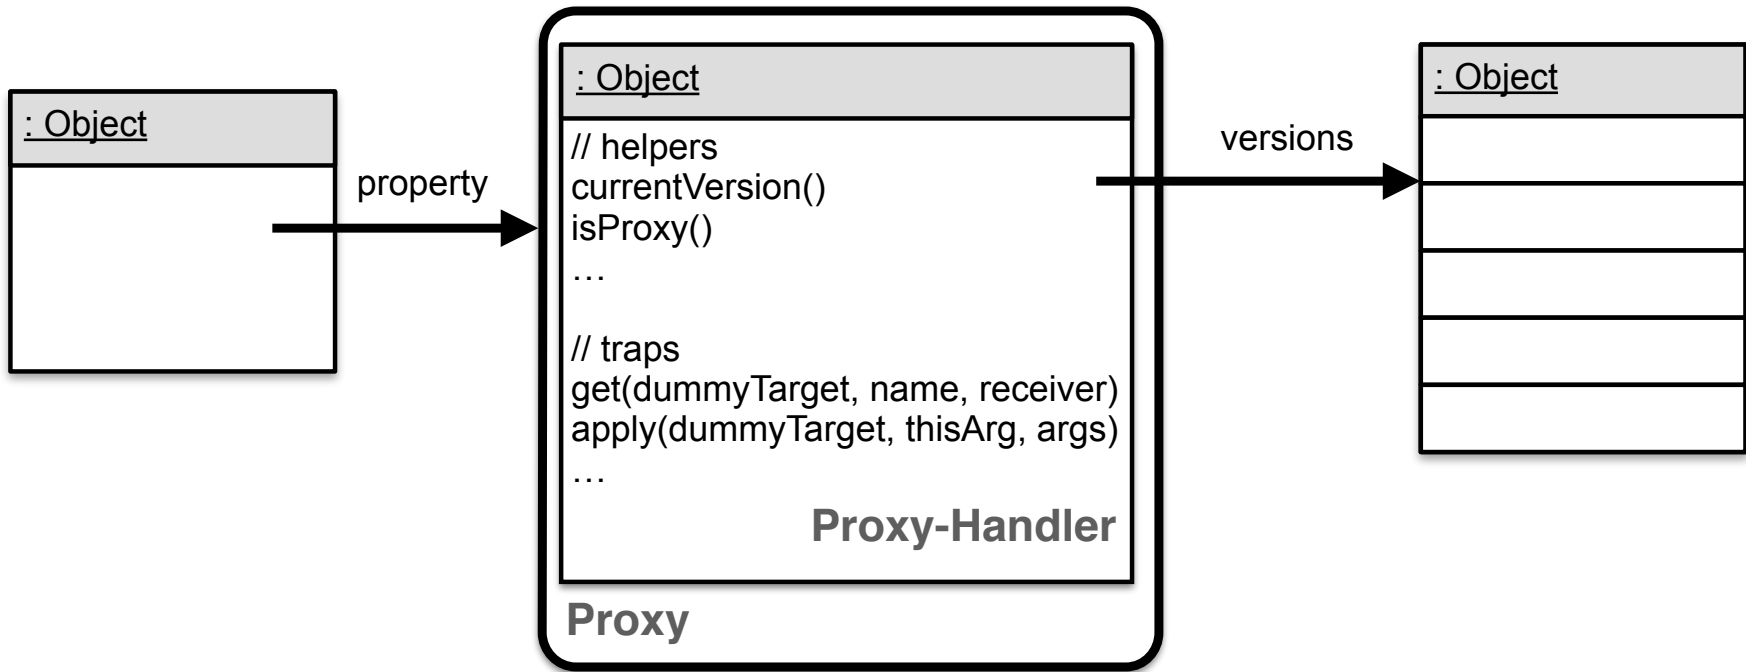 : Object
property
: Object
// helpers
currentVersion()
isProxy()
…
// traps
get(dummyTarget, name, receiver)
apply(dummyTarget, thisArg, args)
…
Proxy-Handler
Proxy
versions
: Object